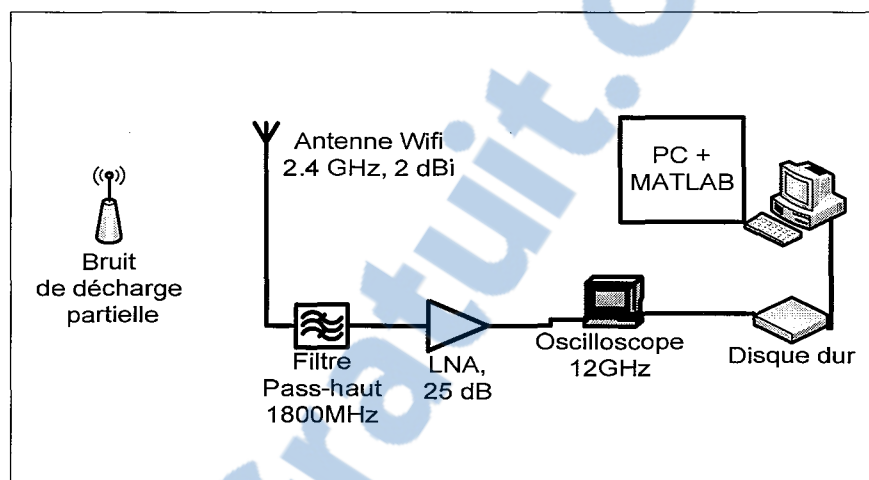 Antenne Wifi
2.4 GHz, 2 dBi
PC +
MATLAB
Bruit
de décharge
partielle
Filtre
Pass-haut
1800MHz
LNA,
25 dB
Oscilloscope
12GHz
Disque dur
ratuit.c